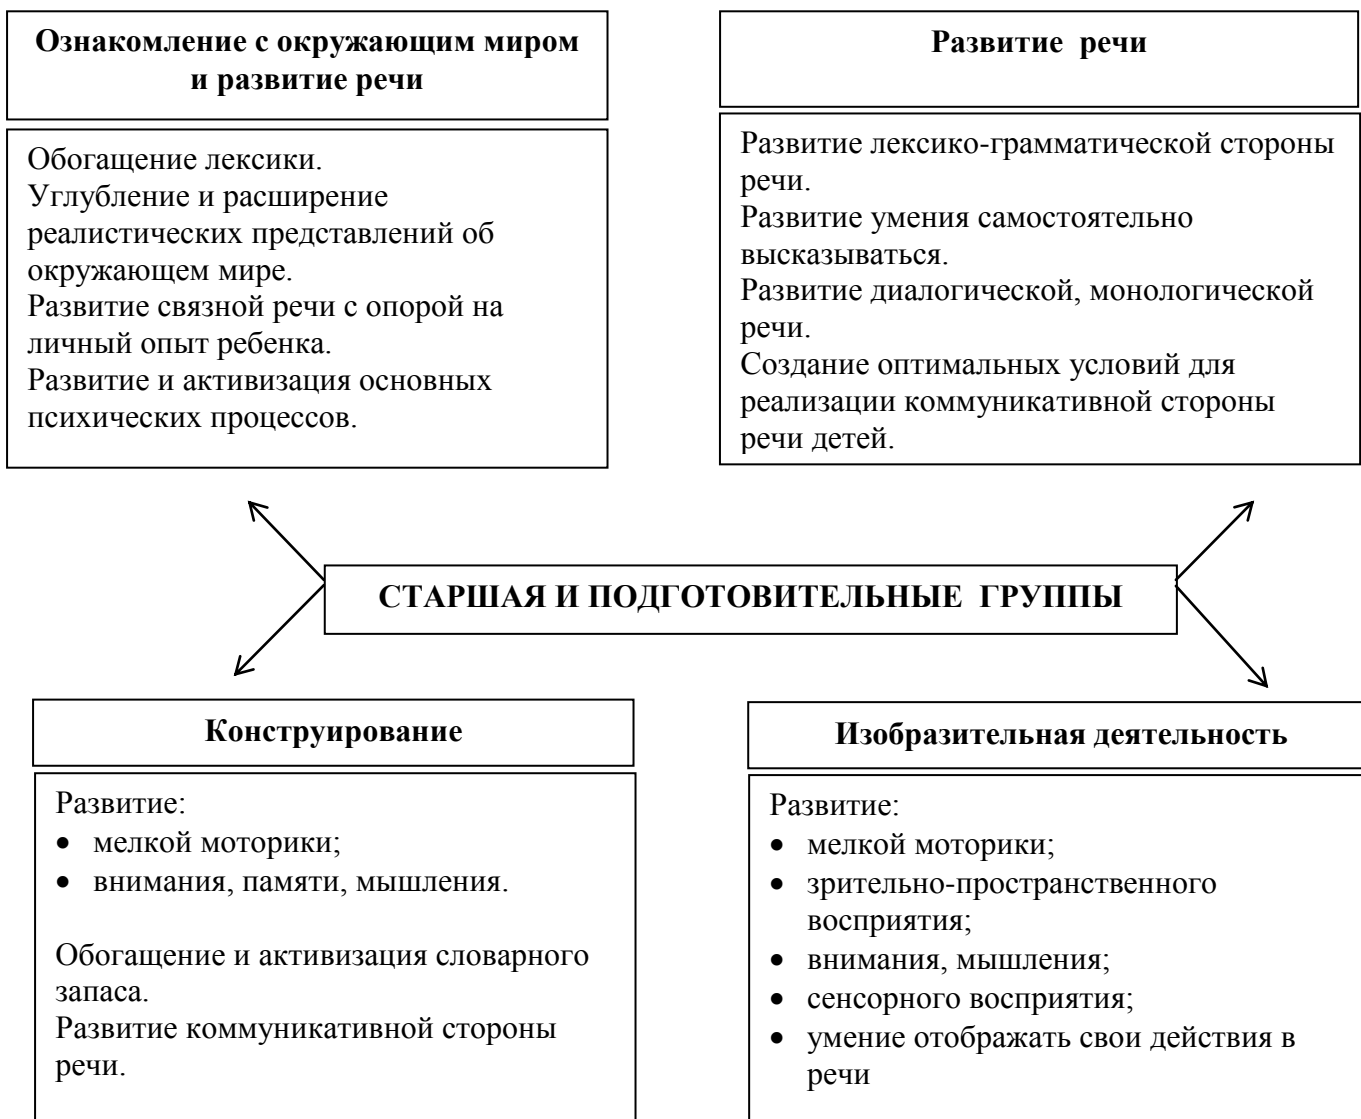 Ознакомление с окружающим миром
и развитие речи
Обогащение лексики.
Углубление и расширение
реалистических представлений об
окружающем мире.
Развитие связной речи с опорой на
личный опыт ребенка.
Развитие и активизация основных
психических процессов.
Развитие речи
Развитие лексико-грамматической стороны
речи.
Развитие умения самостоятельно
высказываться.
Развитие диалогической, монологической
речи.
Создание оптимальных условий для
реализации коммуникативной стороны
речи детей.
СТАРШАЯ И ПОДГОТОВИТЕЛЬНЫЕ ГРУППЫ
Конструирование
Развитие:
• мелкой моторики;
• внимания, памяти, мышления.
Обогащение и активизация словарного
запаса.
Развитие коммуникативной стороны
речи.
Изобразительная деятельность
Развитие:
• мелкой моторики;
• зрительно-пространственного
восприятия;
• внимания, мышления;
• сенсорного восприятия;
• умение отображать свои действия в
речи